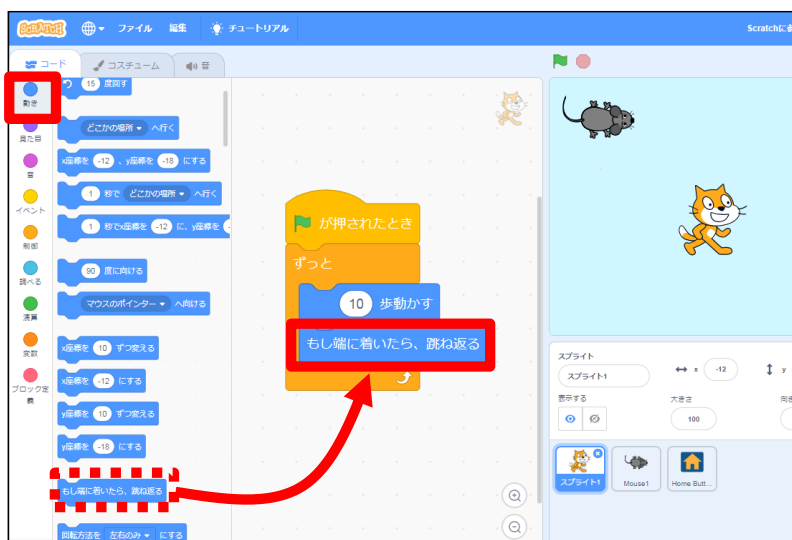 SCRATCH ファイル 編集 チュートリアル Scratchに参
コード コスチューム 音
動き
見た目
音
イベント
制御
調べる
演算
変数
ブロック定義
15 度回す
どこかの場所 へ行く
x座標を -12 、y座標を -18 にする
1 秒で どこかの場所 へ行く
1 秒でx座標を -12 に、y座標を
90 度に向ける
マウスのポインター へ向ける
x座標を 10 ずつ変える
x座標を -12 にする
y座標を 10 ずつ変える
y座標を -18 にする
もし端に着いたら、跳ね返る
回転方法を 左右のみ にする
が押されたとき
ずっと
10 歩動かす
もし端に着いたら、跳ね返る
スプライト
スプライト1 x -12 y
表示する 大きさ 向き
100
スプライト1 Mouse1 Home Butt...